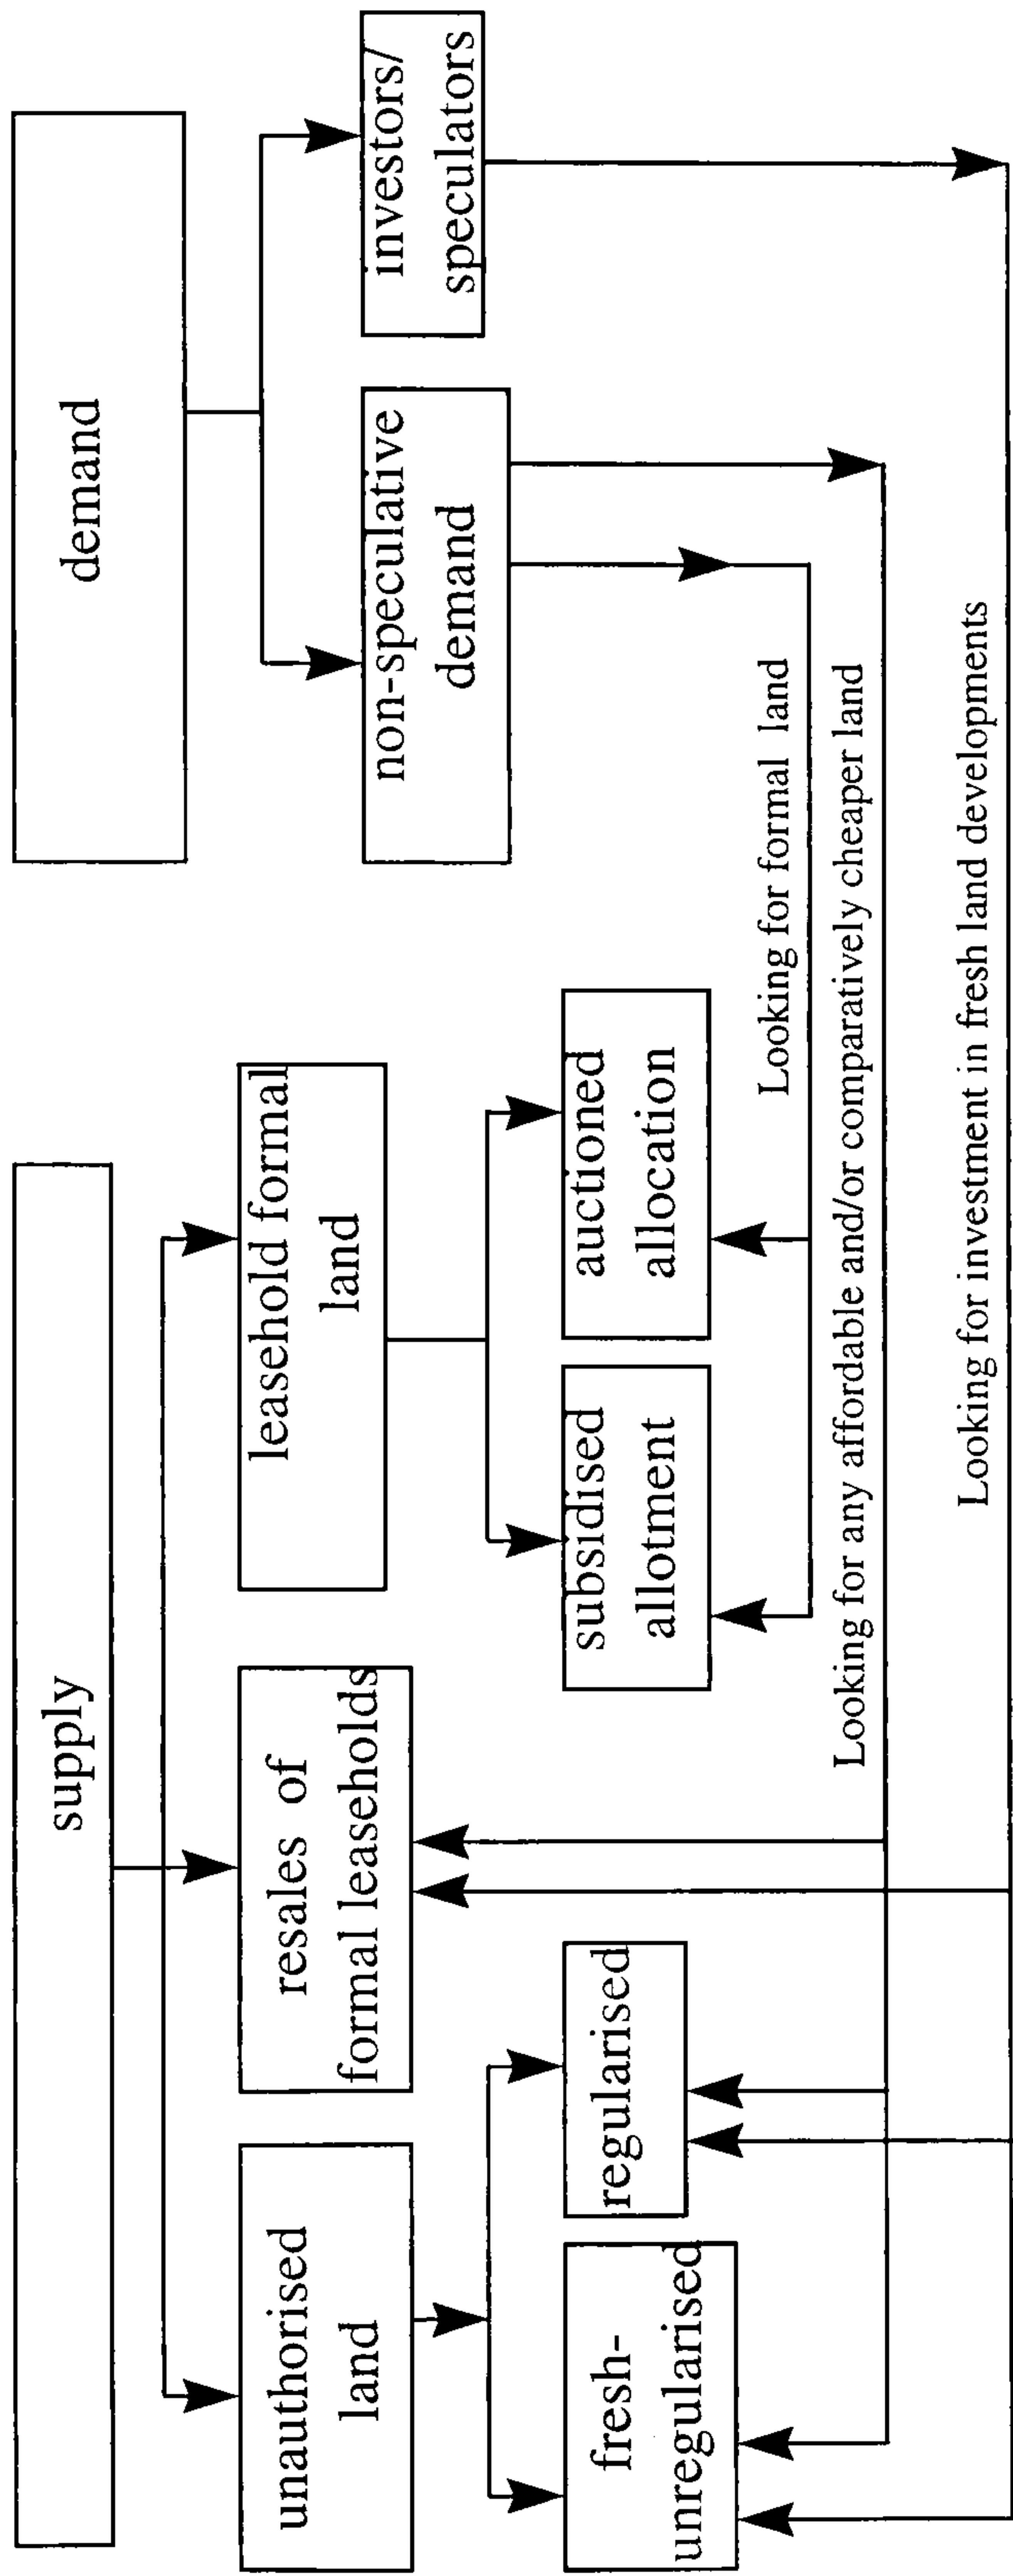 supply
demand
unauthorised
land
resales of
formal leaseholds
leasehold formal
land
non-speculative
demand
investors/
speculators
fresh-
unregularised
regularised
subsidised
allotment
auctioned
allocation
Looking for formal land
Looking for any affordable and/or comparatively cheaper land
Looking for investment in fresh land developments